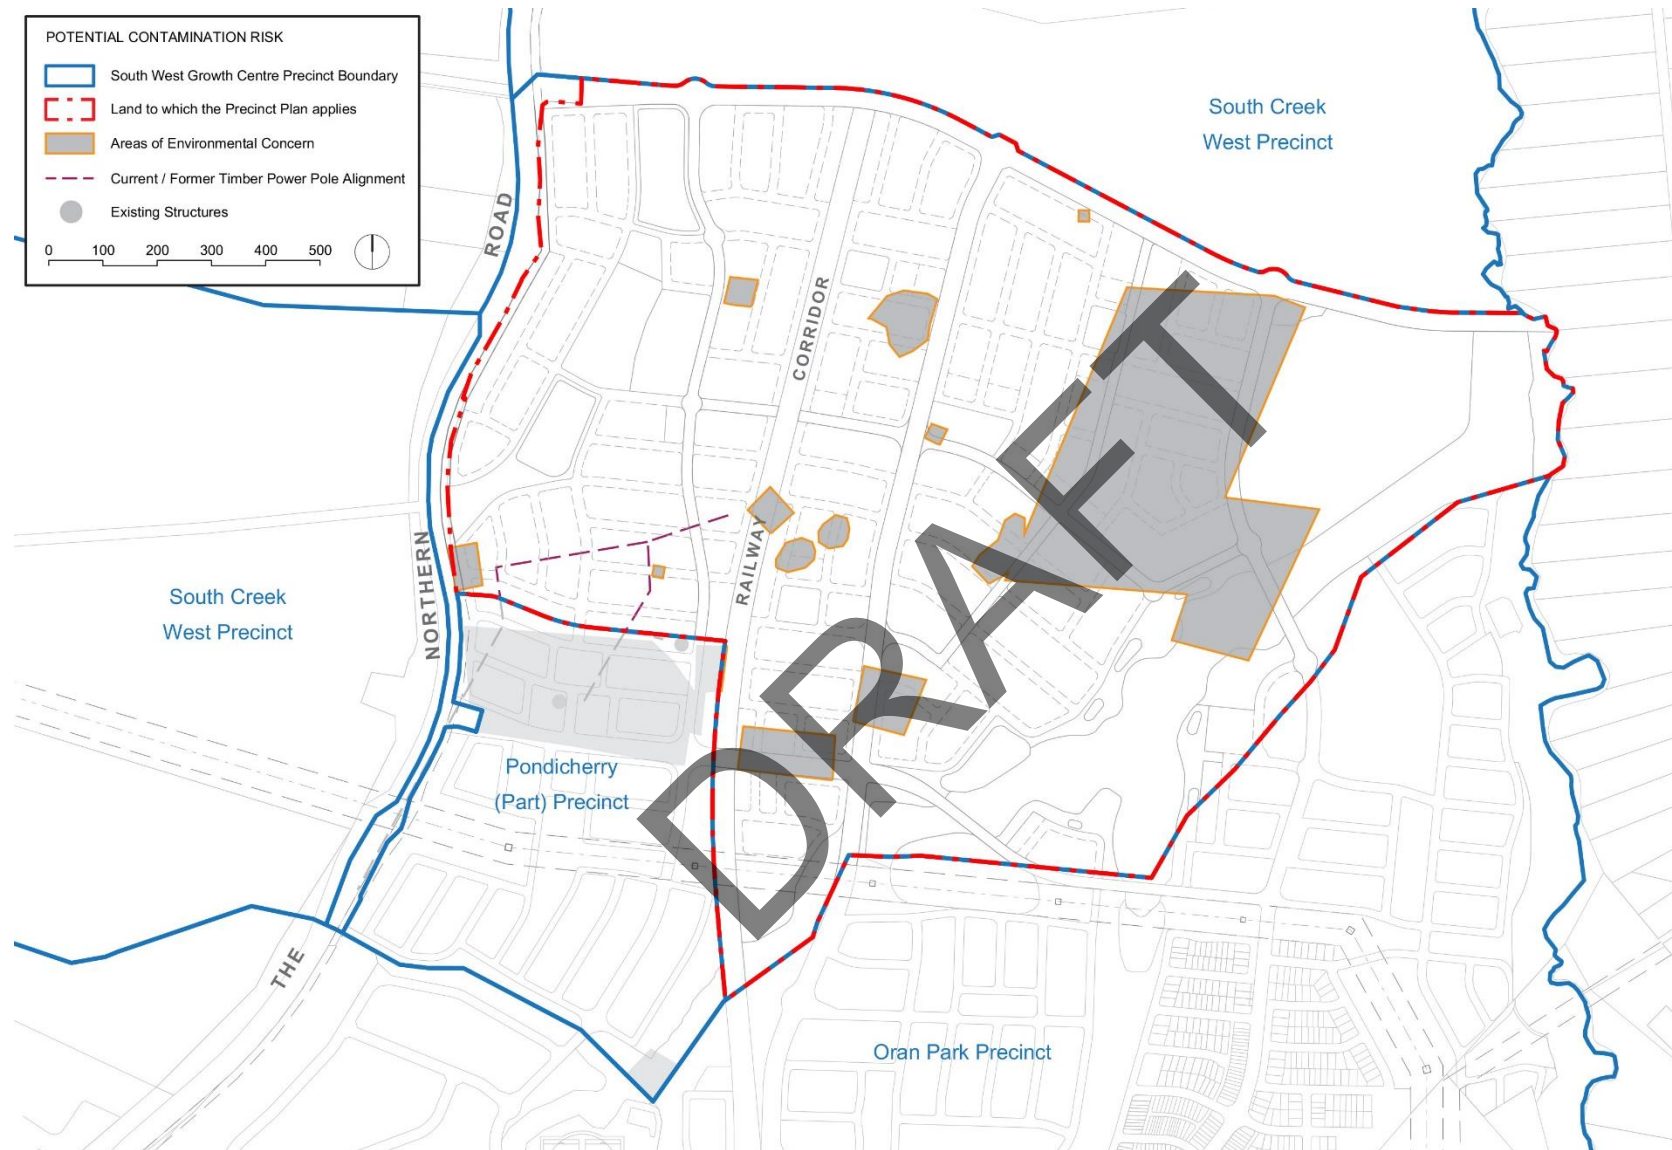 POTENTIAL CONTAMINATION RISK
South West Growth Centre Precinct Boundary
Land to which the Precinct Plan applies
Areas of Environmental Concern
Current / Former Timber Power Pole Alignment
Existing Structures
0 100 200 300 400 500
South Creek
West Precinct
ROAD
CORRIDOR
RAILWAY
NORTHERN
South Creek
West Precinct
DRAFT
Pondicherry
(Part) Precinct
THE
Oran Park Precinct